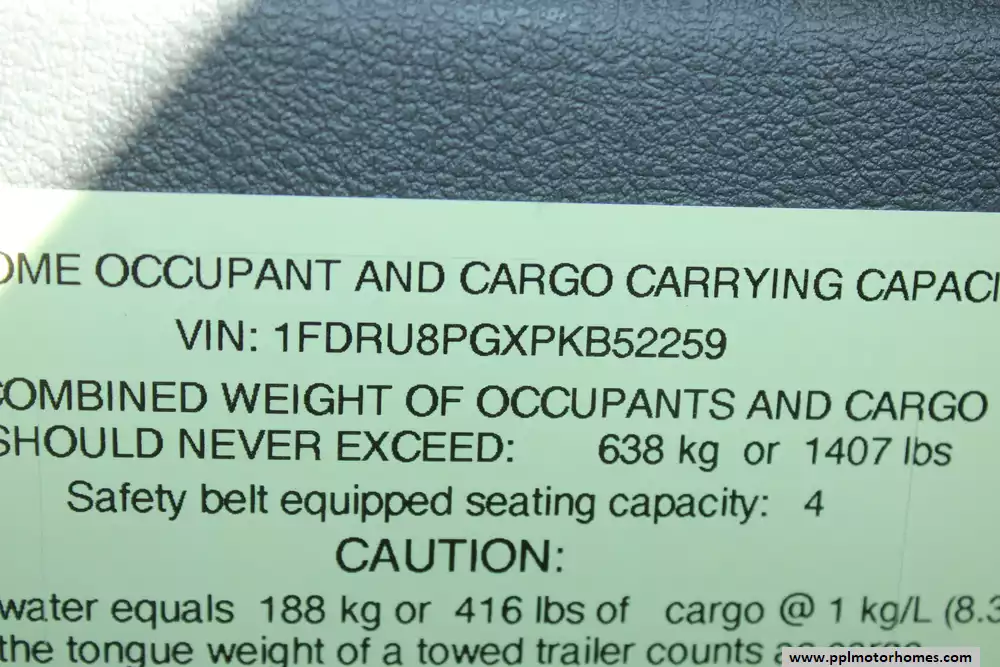 OME OCCUPANT AND CARGO CARRYING CAPACI
VIN: 1FDRU8PGXPKB52259
COMBINED WEIGHT OF OCCUPANTS AND CARGO
SHOULD NEVER EXCEED: 638 kg or 1407 lbs
Safety belt equipped seating capacity: 4
CAUTION:
water equals 188 kg or 416 lbs of cargo @ 1 kg/L (8.3
the tongue weight of a towed trailer counts
www.pplmotorhomes.com